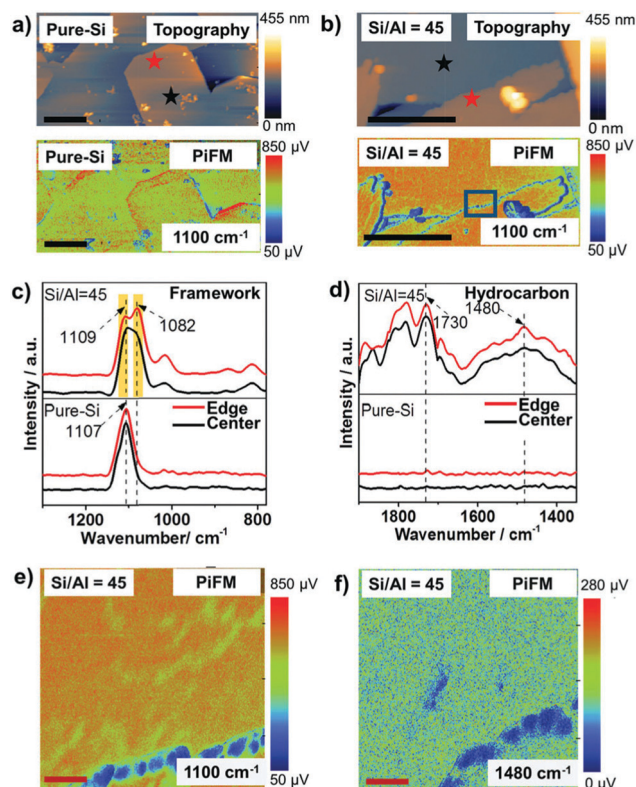 a) Pure-Si Topography 455 nm
0 nm
Pure-Si PiFM 850 µV
1100 cm⁻¹ 50 µV
b) Si/Al = 45 Topography 455 nm
0 nm
Si/Al = 45 PiFM 850 µV
1100 cm⁻¹ 50 µV
c) Si/Al=45 Framework
1109 1082
Pure-Si
1107
Edge
Center
Intensity / a.u.
1200 1000 800
Wavenumber/ cm⁻¹
d) Si/Al=45 Hydrocarbon
1730 1480
Pure-Si
Edge
Center
Intensity / a.u.
1800 1600 1400
Wavenumber/ cm⁻¹
e) Si/Al = 45 PiFM 850 µV
1100 cm⁻¹ 50 µV
f) Si/Al = 45 PiFM 280 µV
1480 cm⁻¹ 0 µV